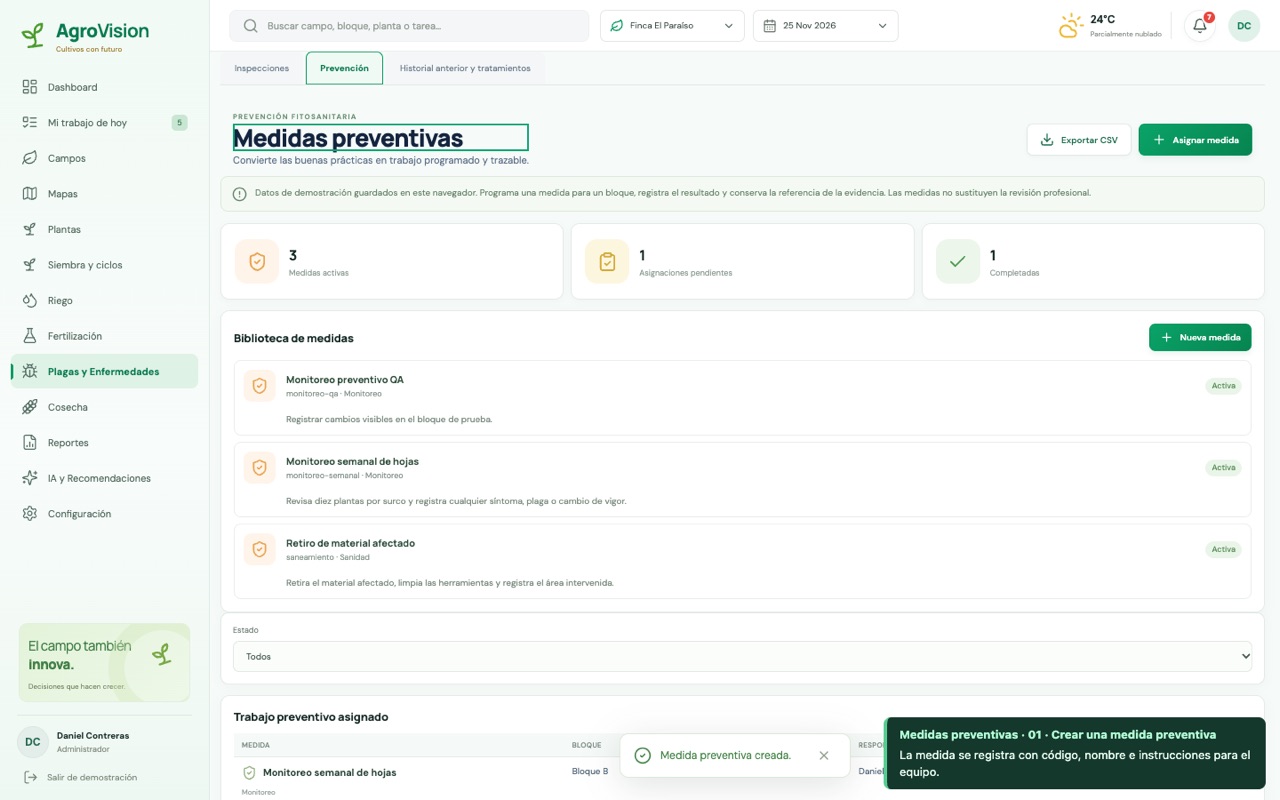 AgroVision
Cultivos con futuro
Dashboard
Mi trabajo de hoy 5
Campos
Mapas
Plantas
Siembra y ciclos
Riego
Fertilización
Plagas y Enfermedades
Cosecha
Reportes
IA y Recomendaciones
Configuración
El campo también
innova.
Decisiones que hacen crecer.
DC
Daniel Contreras
Administrador
Salir de demostración
Buscar campo, bloque, planta o tarea...
Finca El Paraíso
25 Nov 2026
24°C
Parcialmente nublado
7
DC
Inspecciones
Prevención
Historial anterior y tratamientos
PREVENCIÓN FITOSANITARIA
Medidas preventivas
Convierte las buenas prácticas en trabajo programado y trazable.
Exportar CSV
Asignar medida
Datos de demostración guardados en este navegador. Programa una medida para un bloque, registra el resultado y conserva la referencia de la evidencia. Las medidas no sustituyen la revisión profesional.
3
Medidas activas
1
Asignaciones pendientes
1
Completadas
Biblioteca de medidas
Nueva medida
Monitoreo preventivo QA
monitoreo-qa · Monitoreo
Activa
Registrar cambios visibles en el bloque de prueba.
Monitoreo semanal de hojas
monitoreo-semanal · Monitoreo
Activa
Revisa diez plantas por surco y registra cualquier síntoma, plaga o cambio de vigor.
Retiro de material afectado
saneamiento · Sanidad
Activa
Retira el material afectado, limpia las herramientas y registra el área intervenida.
Estado
Todos
Trabajo preventivo asignado
MEDIDA BLOQUE
Monitoreo semanal de hojas
Bloque B
Monitoreo
Medida preventiva creada.
Medidas preventivas · 01 · Crear una medida preventiva
La medida se registra con código, nombre e instrucciones para el
equipo.